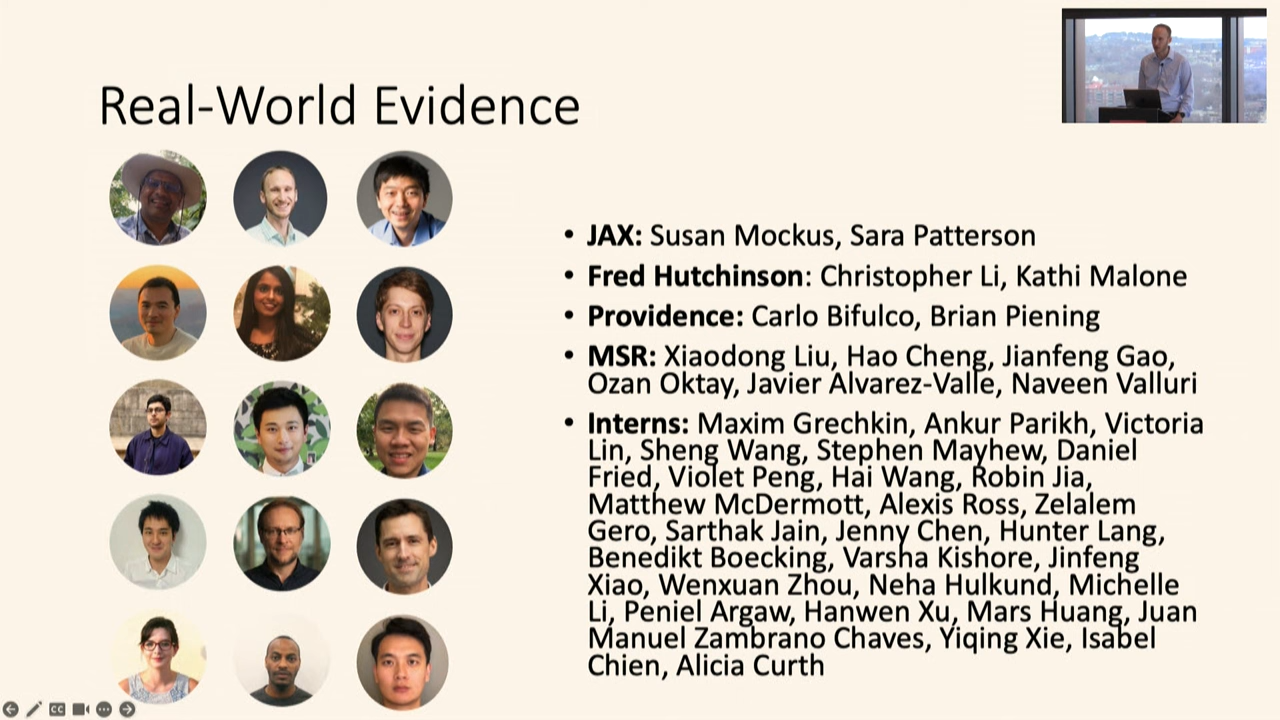 Real-World Evidence
• JAX: Susan Mockus, Sara Patterson
• Fred Hutchinson: Christopher Li, Kathi Malone
• Providence: Carlo Bifulco, Brian Piening
• MSR: Xiaodong Liu, Hao Cheng, Jianfeng Gao,
Ozan Oktay, Javier Alvarez-Valle, Naveen Valluri
• Interns: Maxim Grechkin, Ankur Parikh, Victoria
Lin, Sheng Wang, Stephen Mayhew, Daniel
Fried, Violet Peng, Hai Wang, Robin Jia,
Matthew McDermott, Alexis Ross, Zelalem
Gero, Sarthak Jain, Jenny Chen, Hunter Lang,
Benedikt Boecking, Varsha Kishore, Jinfeng
Xiao, Wenxuan Zhou, Neha Hulkund, Michelle
Li, Peniel Argaw, Hanwen Xu, Mars Huang, Juan
Manuel Zambrano Chaves, Yiqing Xie, Isabel
Chien, Alicia Curth
CC